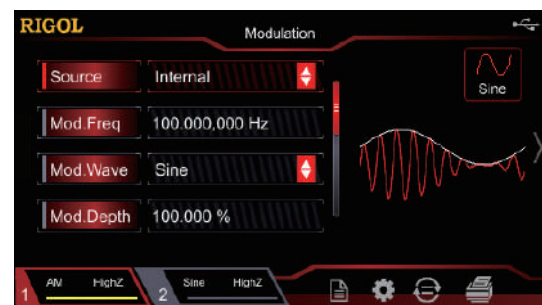 RIGOL
Modulation
Source Internal
Sine
Mod.Freq 100.000,000 Hz
Mod.Wave Sine
Mod.Depth 100.000 %
1 AM HighZ 2 Sine HighZ